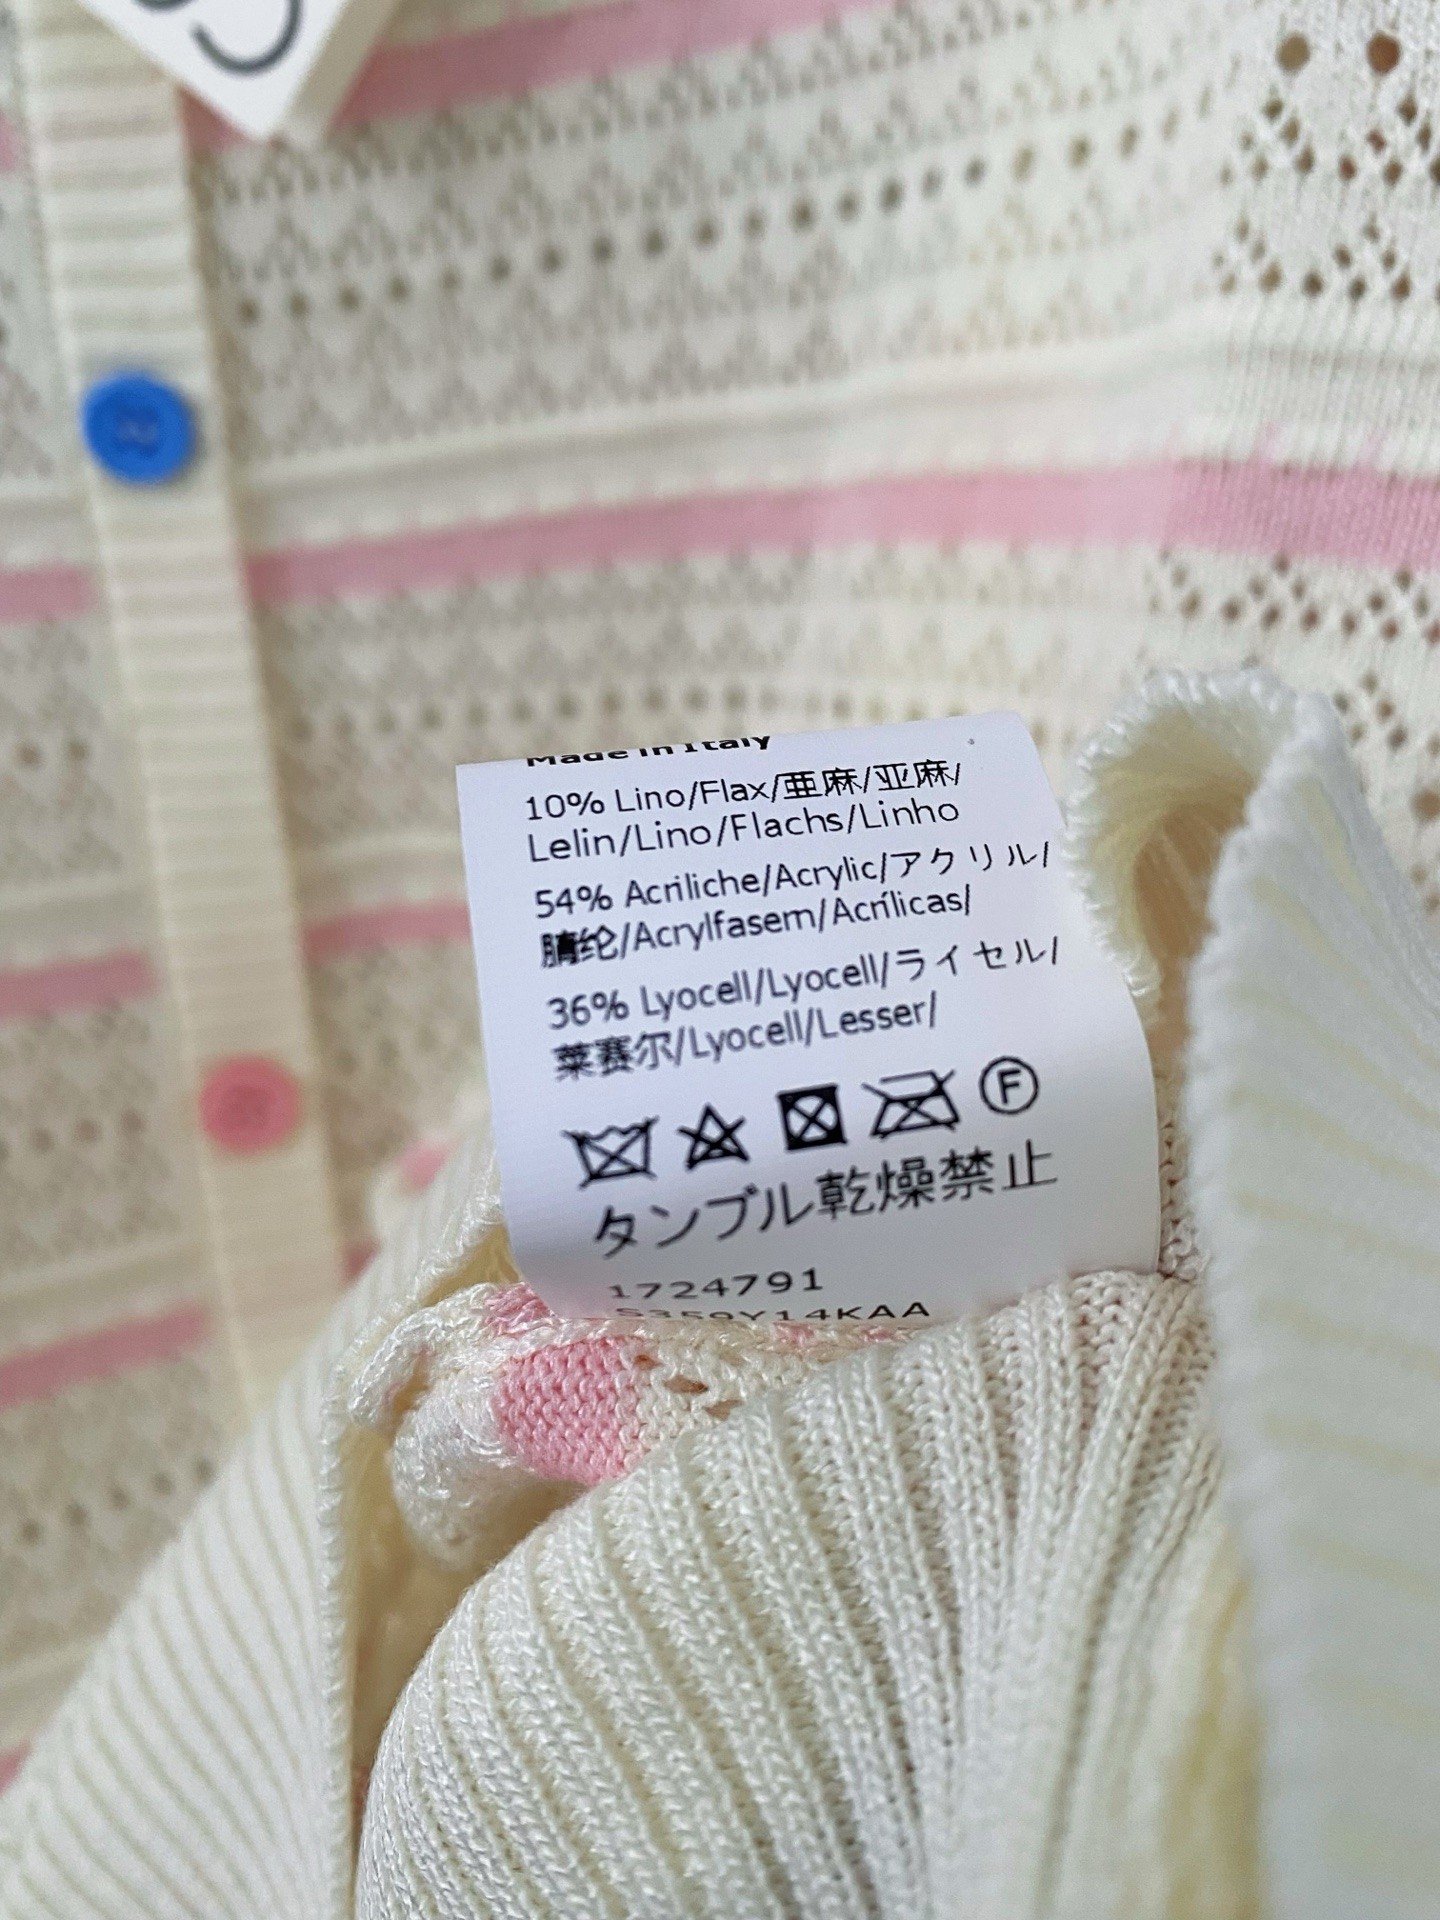 Made in Italy
10% Lino/Flax/亜麻/亚麻/
Lelin/Lino/Flachs/Linho
54% Acriliche/Acrylic/アクリル/
腈纶/Acrylfasern/Acrílicas/
36% Lyocell/Lyocell/ライセル/
莱赛尔/Lyocell/Lesser/
F
タンブル乾燥禁止
1724791
S359Y14KAA